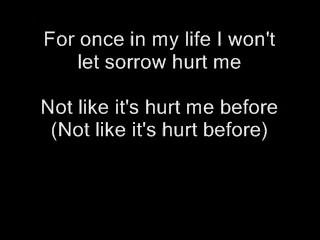 For once in my life I won't
let sorrow hurt me
Not like it's hurt me before
(Not like it's hurt before)